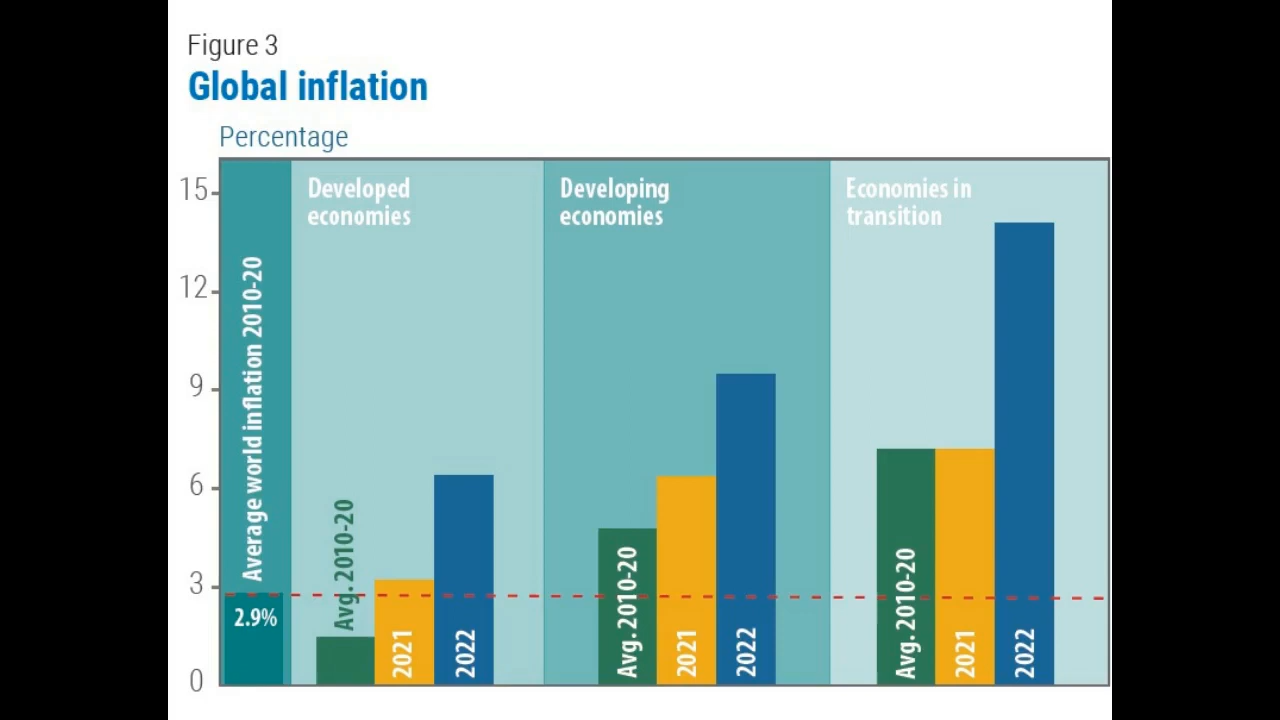 Figure 3
Global inflation
Percentage
15
12
9
6
3
0
Average world inflation 2010-20
2.9%
Developed
economies
Avg. 2010-20
2021
2022
Developing
economies
Avg. 2010-20
2021
2022
Economies in
transition
Avg. 2010-20
2021
2022